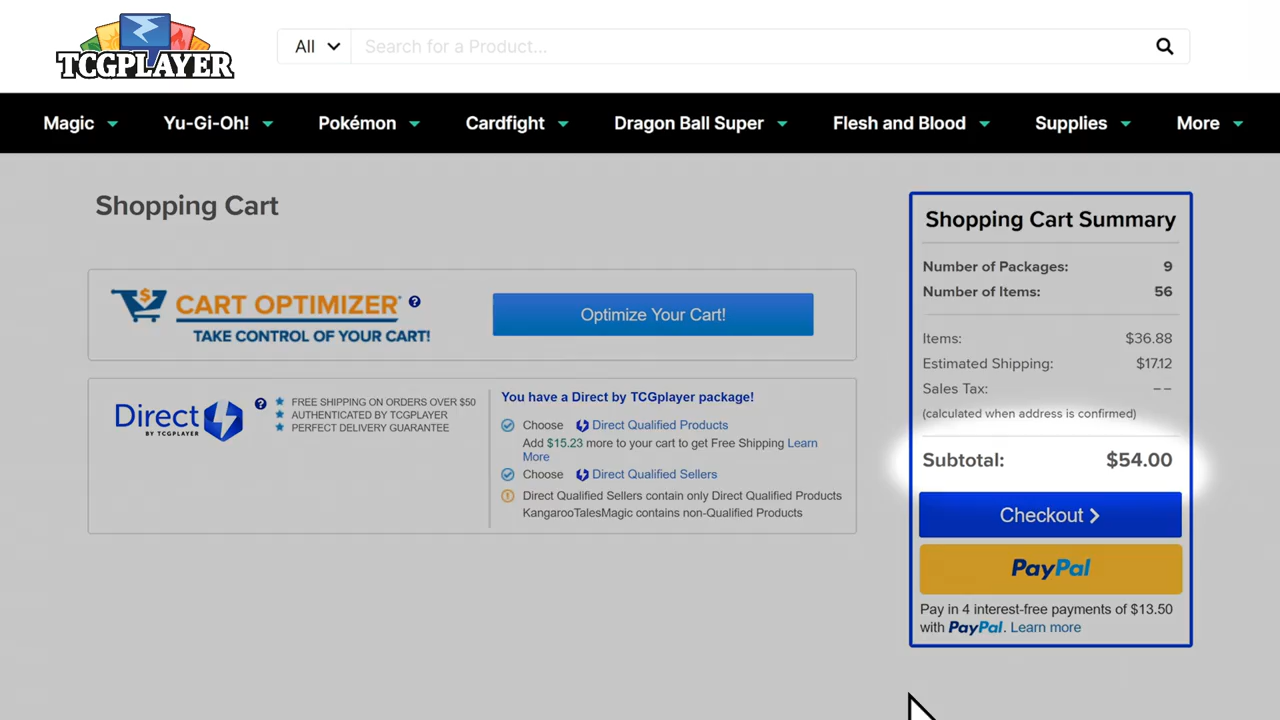 TCGPLAYER
All
Search for a Product...
Magic
Yu-Gi-Oh!
Pokémon
Cardfight
Dragon Ball Super
Flesh and Blood
Supplies
More
Shopping Cart
CART OPTIMIZER ?
TAKE CONTROL OF YOUR CART!
Optimize Your Cart!
Direct
BY TCGPLAYER
?
FREE SHIPPING ON ORDERS OVER $50
AUTHENTICATED BY TCGPLAYER
PERFECT DELIVERY GUARANTEE
You have a Direct by TCGplayer package!
Choose Direct Qualified Products
Add $15.23 more to your cart to get Free Shipping Learn
More
Choose Direct Qualified Sellers
Direct Qualified Sellers contain only Direct Qualified Products
KangarooTalesMagic contains non-Qualified Products
Shopping Cart Summary
Number of Packages: 9
Number of Items: 56
Items: $36.88
Estimated Shipping: $17.12
Sales Tax: – –
(calculated when address is confirmed)
Subtotal: $54.00
Checkout
PayPal
Pay in 4 interest-free payments of $13.50
with PayPal. Learn more